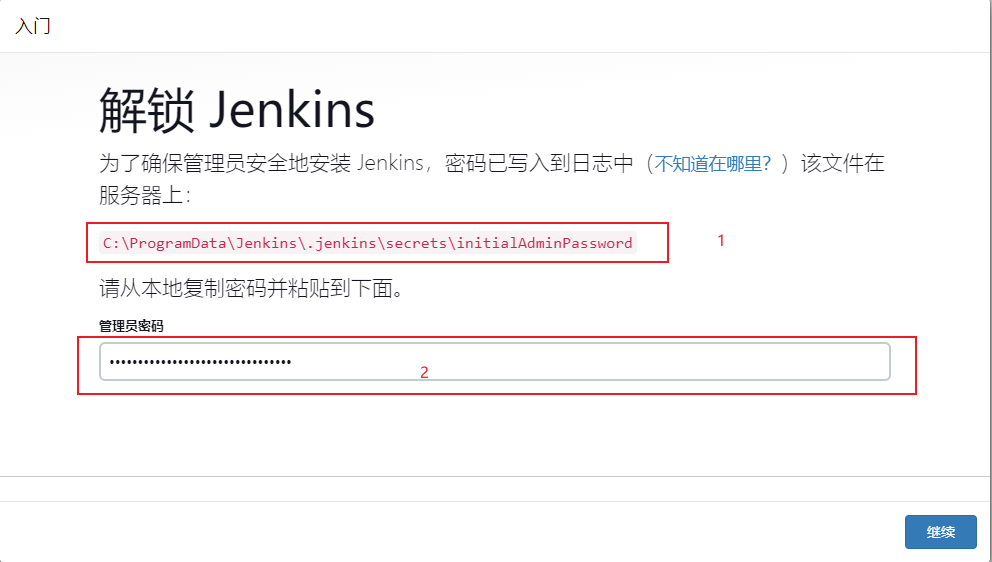 入门
解锁 Jenkins
为了确保管理员安全地安装 Jenkins，密码已写入到日志中（不知道在哪里？）该文件在
服务器上：
C:\ProgramData\Jenkins\.jenkins\secrets\initialAdminPassword
1
请从本地复制密码并粘贴到下面。
管理员密码
••••••••••••••••••••••••••••••••
2
继续